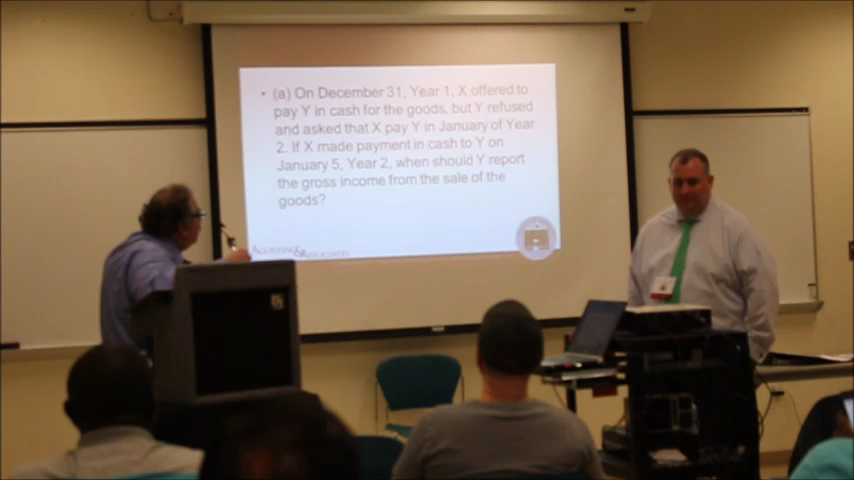 • (a) On December 31, Year 1, X offered to
pay Y in cash for the goods, but Y refused
and asked that X pay Y in January of Year
2. If X made payment in cash to Y on
January 5, Year 2, when should Y report
the gross income from the sale of the
goods?